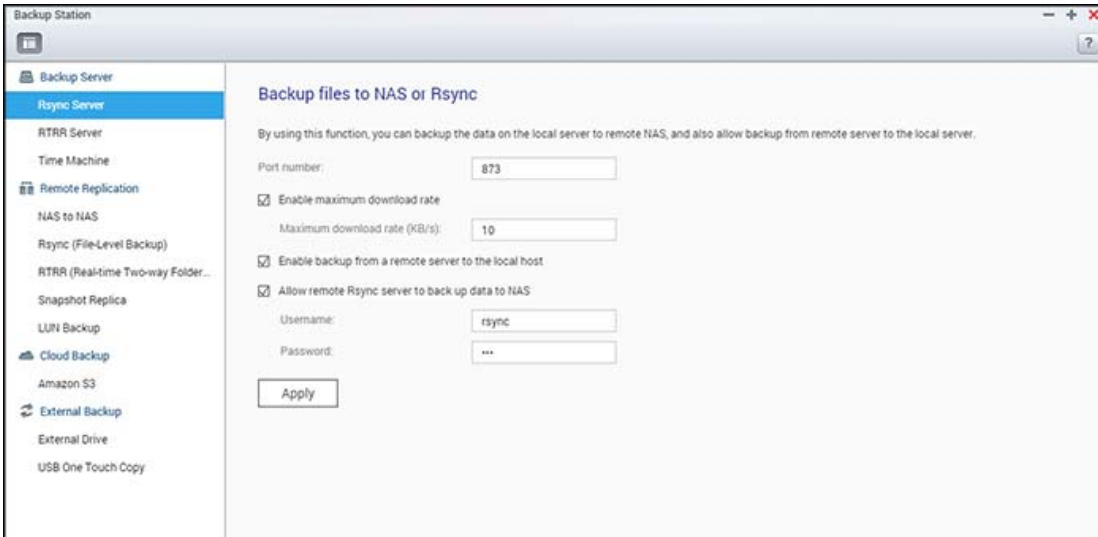 Backup Station
?
Backup Server
Rsync Server
RTRR Server
Time Machine
Remote Replication
NAS to NAS
Rsync (File-Level Backup)
RTRR (Real-time Two-way Folder...
Snapshot Replica
LUN Backup
Cloud Backup
Amazon S3
External Backup
External Drive
USB One Touch Copy
Backup files to NAS or Rsync
By using this function, you can backup the data on the local server to remote NAS, and also allow backup from remote server to the local server.
Port number: 873
Enable maximum download rate
Maximum download rate (KB/s): 10
Enable backup from a remote server to the local host
Allow remote Rsync server to back up data to NAS
Username: rsync
Password: •••
Apply